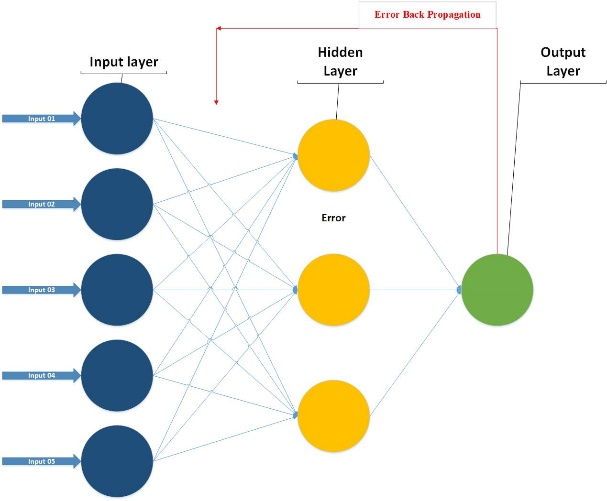 Error Back Propagation
Input layer
Hidden
Layer
Output
Layer
Input 01
Input 02
Error
Input 03
Input 04
Input 05